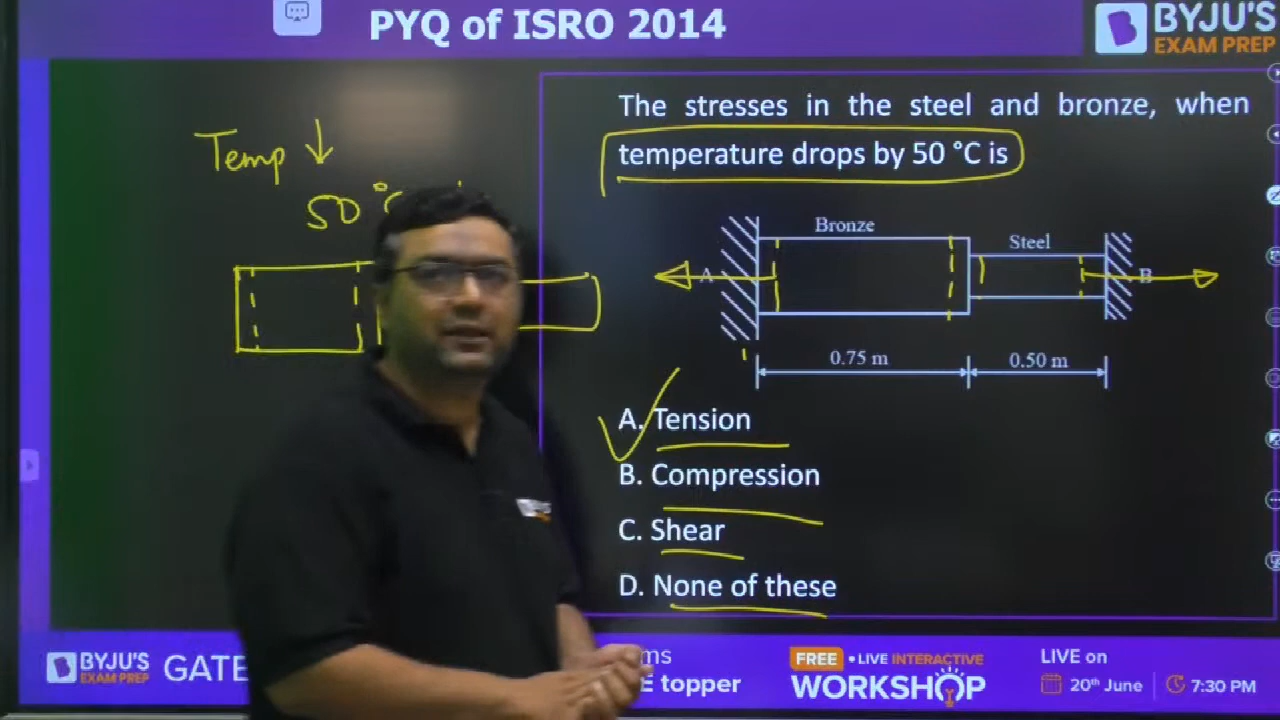 PYQ of ISRO 2014
BYJU'S
EXAM PREP
The stresses in the steel and bronze, when
temperature drops by 50 °C is
Temp ↓
50°C
Bronze
Steel
A
B
0.75 m
0.50 m
A. Tension
B. Compression
C. Shear
D. None of these
BYJU'S
BYJU'S
EXAM PREP
GATE
ms
E topper
FREE • LIVE INTERACTIVE
WORKSHOP
LIVE on
20th June
7:30 PM